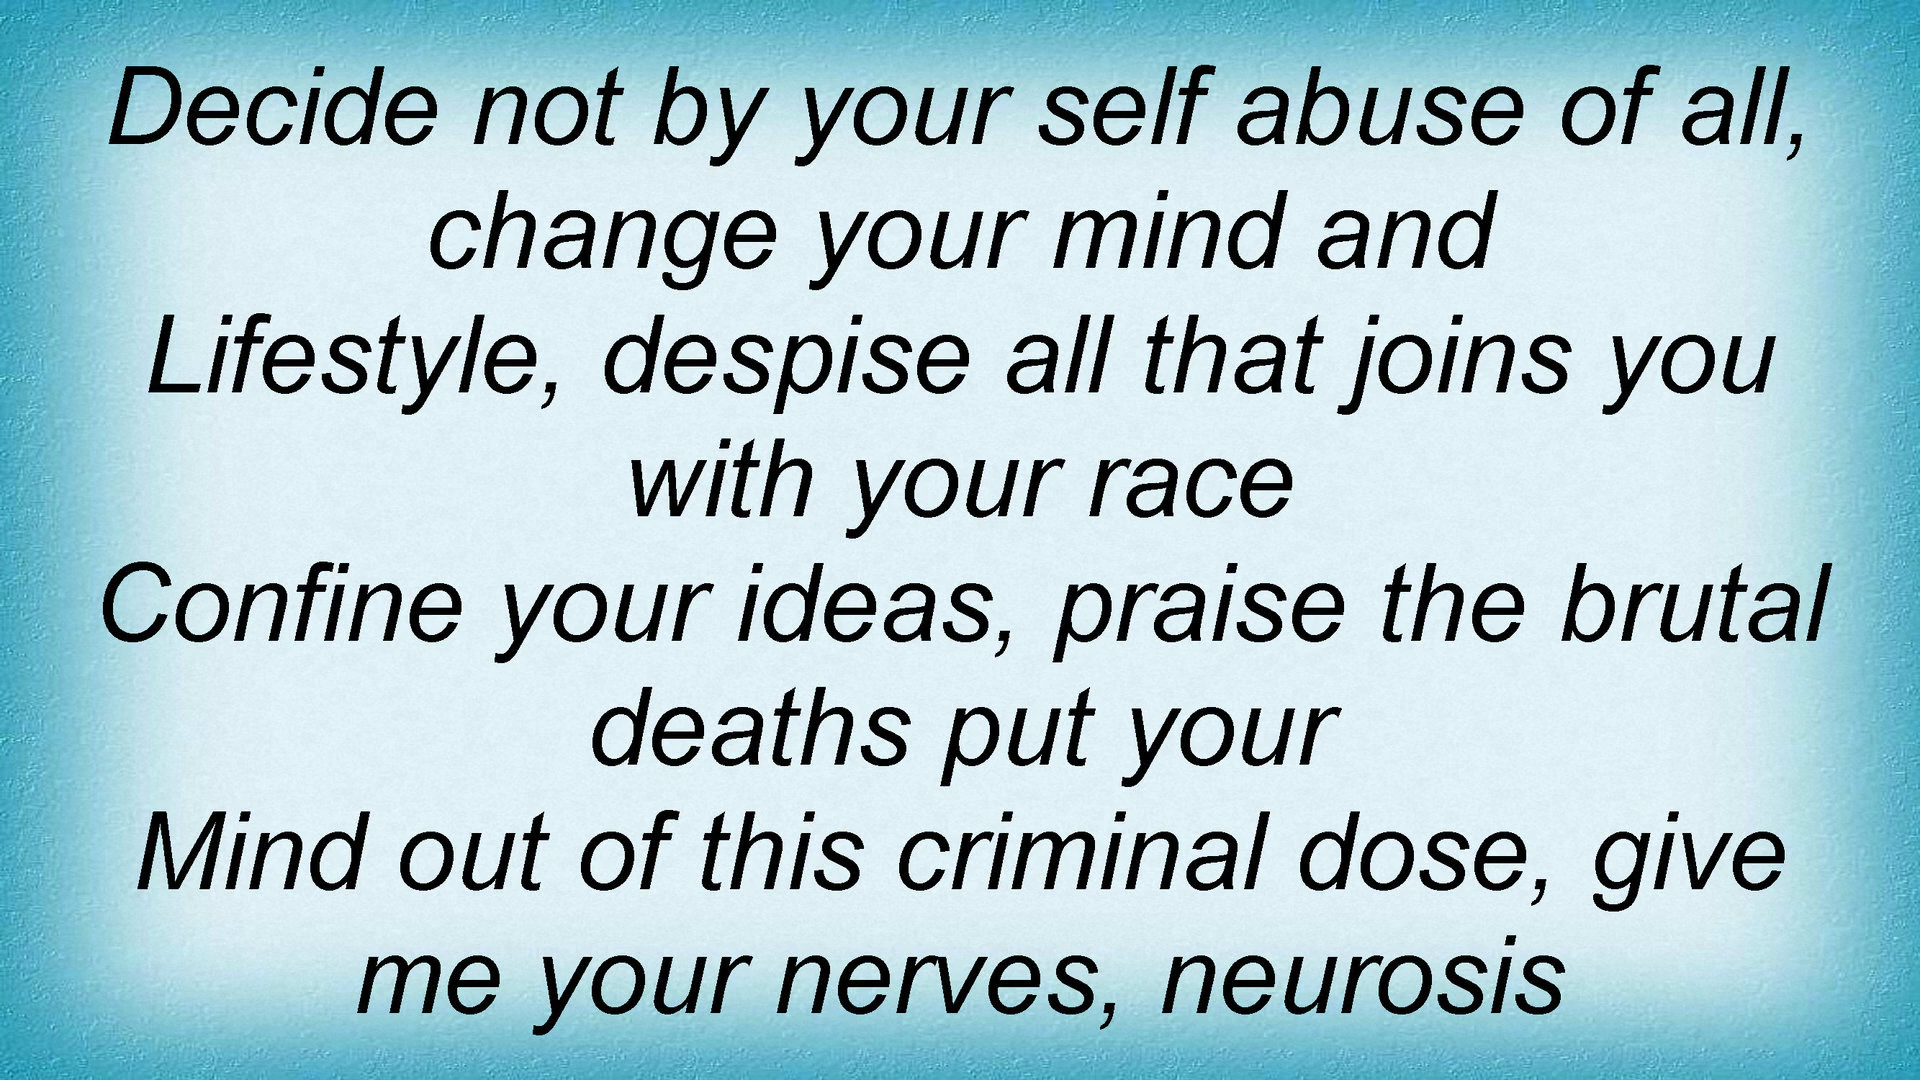 Decide not by your self abuse of all,
change your mind and
Lifestyle, despise all that joins you
with your race
Confine your ideas, praise the brutal
deaths put your
Mind out of this criminal dose, give
me your nerves, neurosis